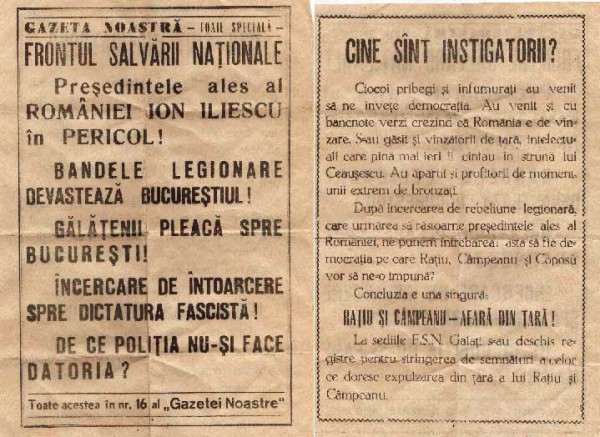 GAZETA NOASTRĂ — FOAIE SPECIALĂ —
FRONTUL SALVĂRII NAȚIONALE
Președintele ales al
ROMÂNIEI ION ILIESCU
în PERICOL!
BANDELE LEGIONARE
DEVASTEAZĂ BUCUREȘTIUL!
GĂLĂȚENII PLEACĂ SPRE
BUCUREȘTI!
ÎNCERCARE DE ÎNTOARCERE
SPRE DICTATURA FASCISTĂ!
DE CE POLIȚIA NU-ȘI FACE
DATORIA?
Toate acestea în nr. 16 al „Gazetei Noastre”
CINE SÎNT INSTIGATORII?
Ciocoi pribegi și infumurați au venit
să ne învețe democrația. Au venit și cu
bancnote verzi crezind că România e de vîn-
zare. S-au găsit și vînzătorii de țară, intelectu-
ali care pina mai ieri îi cîntau in struna lui
Ceaușescu. Au aparut și profitorii de moment,
unii extrem de bronzați.
După încercarea de rebeliune legionară,
care urmărea să răstoarne președintele ales al
României, ne punem întrebarea: asta să fie de-
mocrația pe care Rațiu, Câmpeanu și Coposu
vor să ne-o impună?
Concluzia e una singură:
RAȚIU ȘI CÂMPEANU — AFARĂ DIN ȚARĂ!
La sediile F.S.N. Galați s-au deschis re-
gistre pentru stringerea de semnături a celor
ce doresc expulzarea din țară a lui Rațiu și
Câmpeanu.